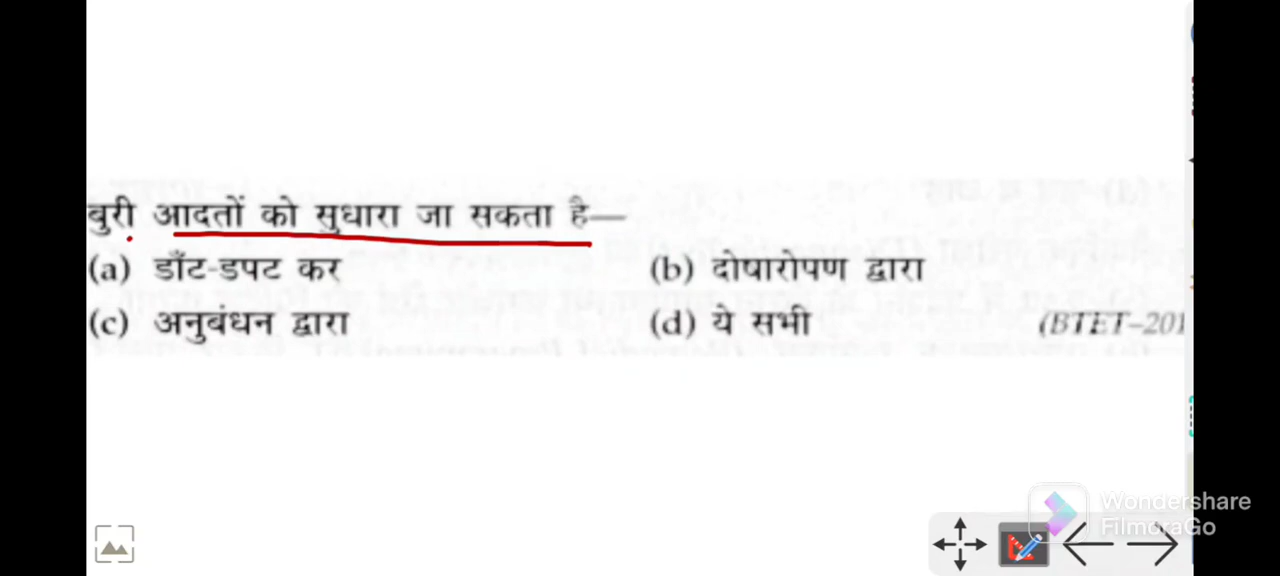 बुरी आदतों को सुधारा जा सकता है—
(a) डाँट-डपट कर (b) दोषारोपण द्वारा
(c) अनुबंधन द्वारा (d) ये सभी (BTET–201
Wondershare
FilmoraGo